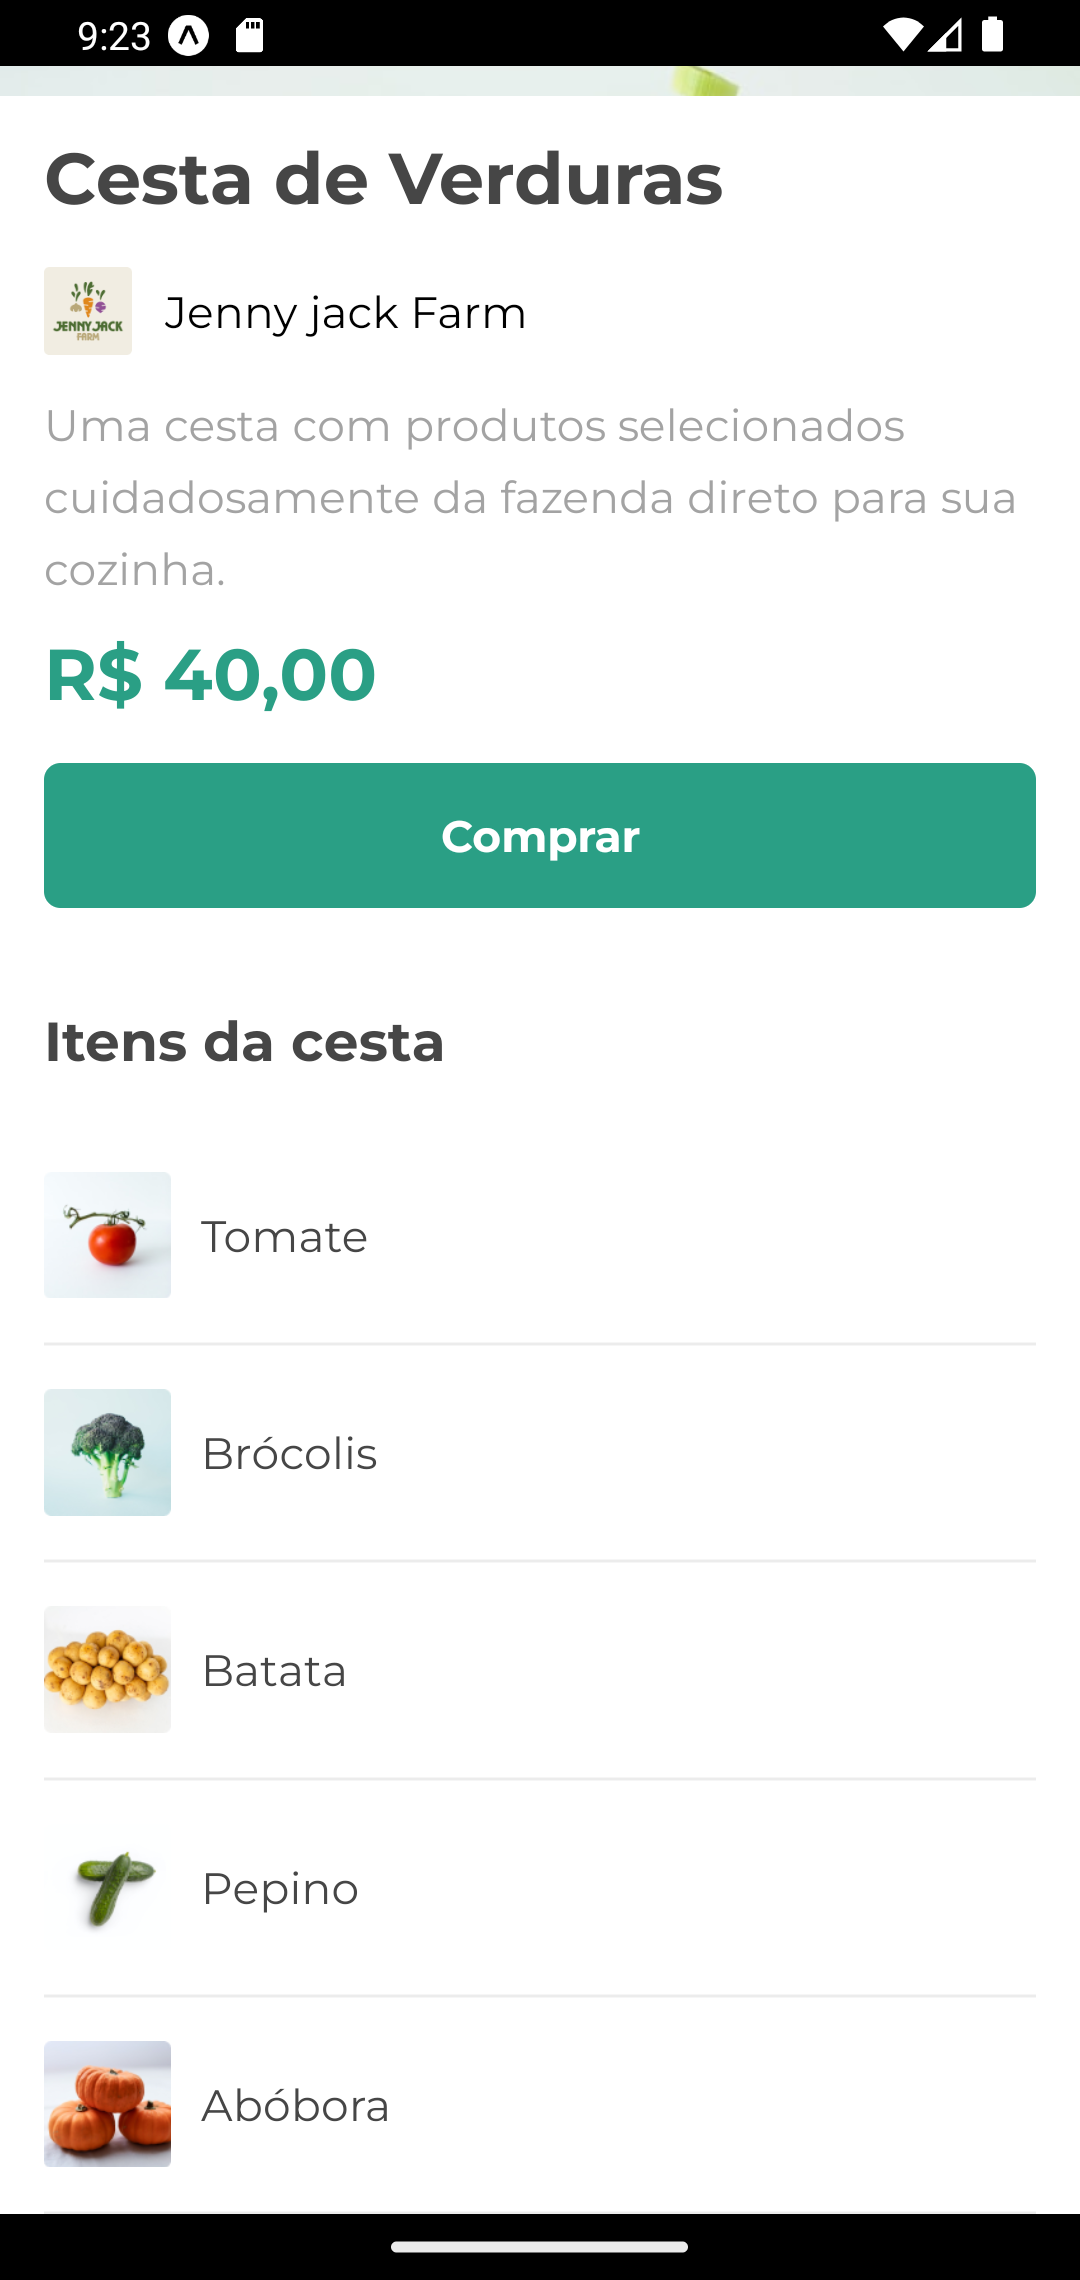 9:23
Cesta de Verduras
JENNY JACK
FARM
Jenny jack Farm
Uma cesta com produtos selecionados
cuidadosamente da fazenda direto para sua
cozinha.
R$ 40,00
Comprar
Itens da cesta
Tomate
Brócolis
Batata
Pepino
Abóbora